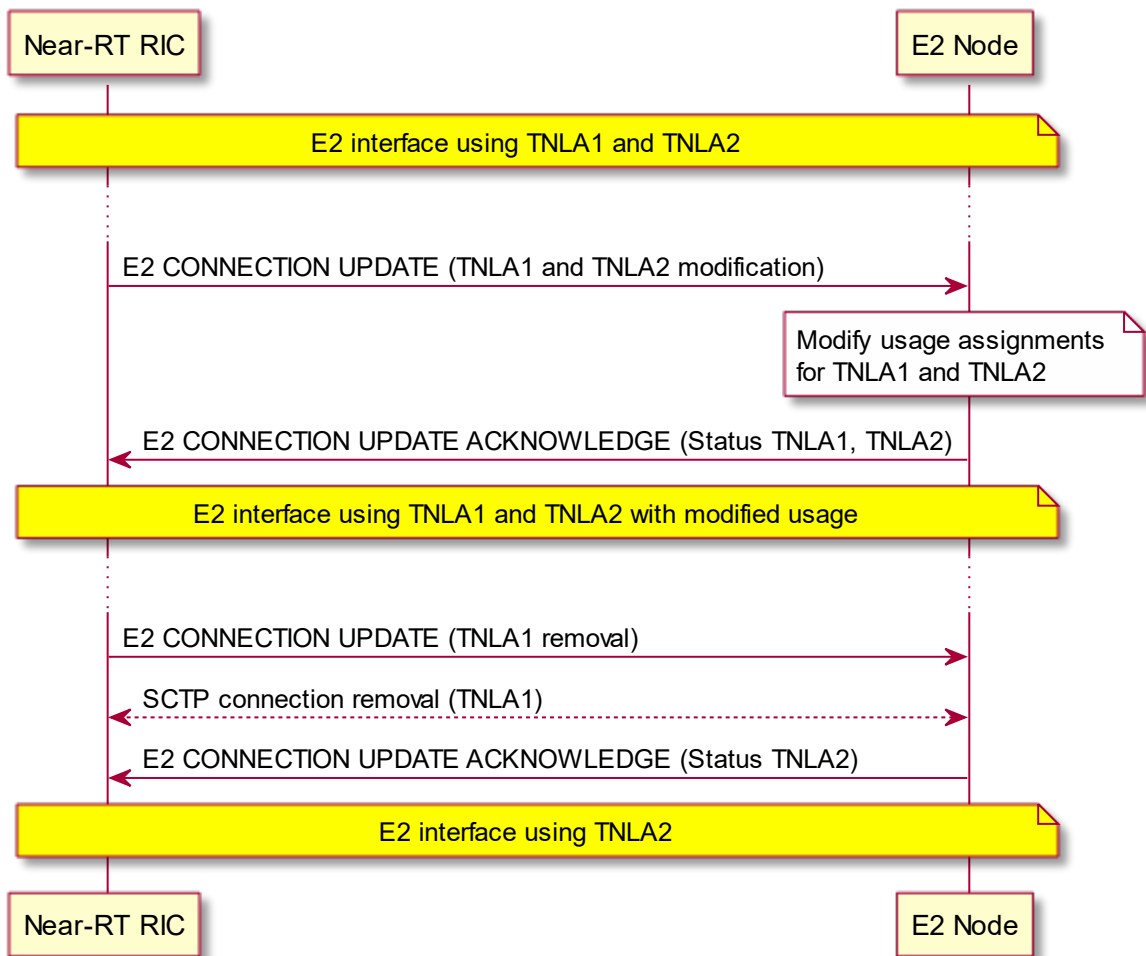 Near-RT RIC
E2 Node
E2 interface using TNLA1 and TNLA2
E2 CONNECTION UPDATE (TNLA1 and TNLA2 modification)
Modify usage assignments
for TNLA1 and TNLA2
E2 CONNECTION UPDATE ACKNOWLEDGE (Status TNLA1, TNLA2)
E2 interface using TNLA1 and TNLA2 with modified usage
E2 CONNECTION UPDATE (TNLA1 removal)
SCTP connection removal (TNLA1)
E2 CONNECTION UPDATE ACKNOWLEDGE (Status TNLA2)
E2 interface using TNLA2
Near-RT RIC
E2 Node